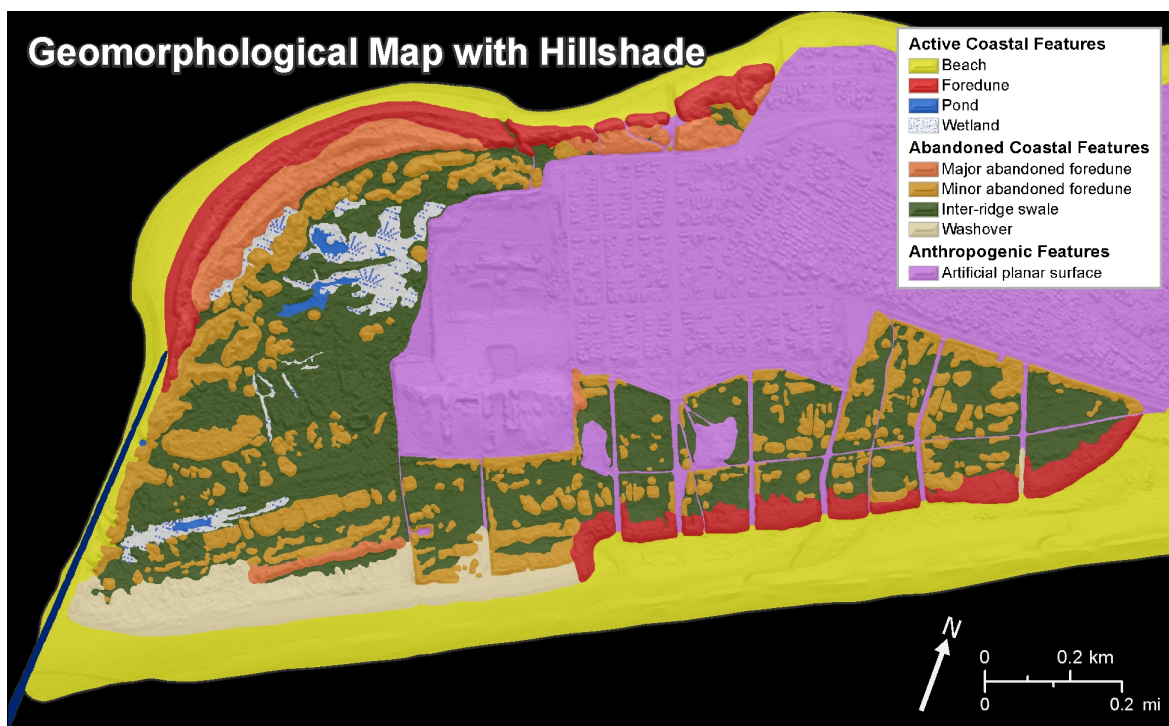 Geomorphological Map with Hillshade
Active Coastal Features
Beach
Foredune
Pond
Wetland
Abandoned Coastal Features
Major abandoned foredune
Minor abandoned foredune
Inter-ridge swale
Washover
Anthropogenic Features
Artificial planar surface
N
0 0.2 km
0 0.2 mi